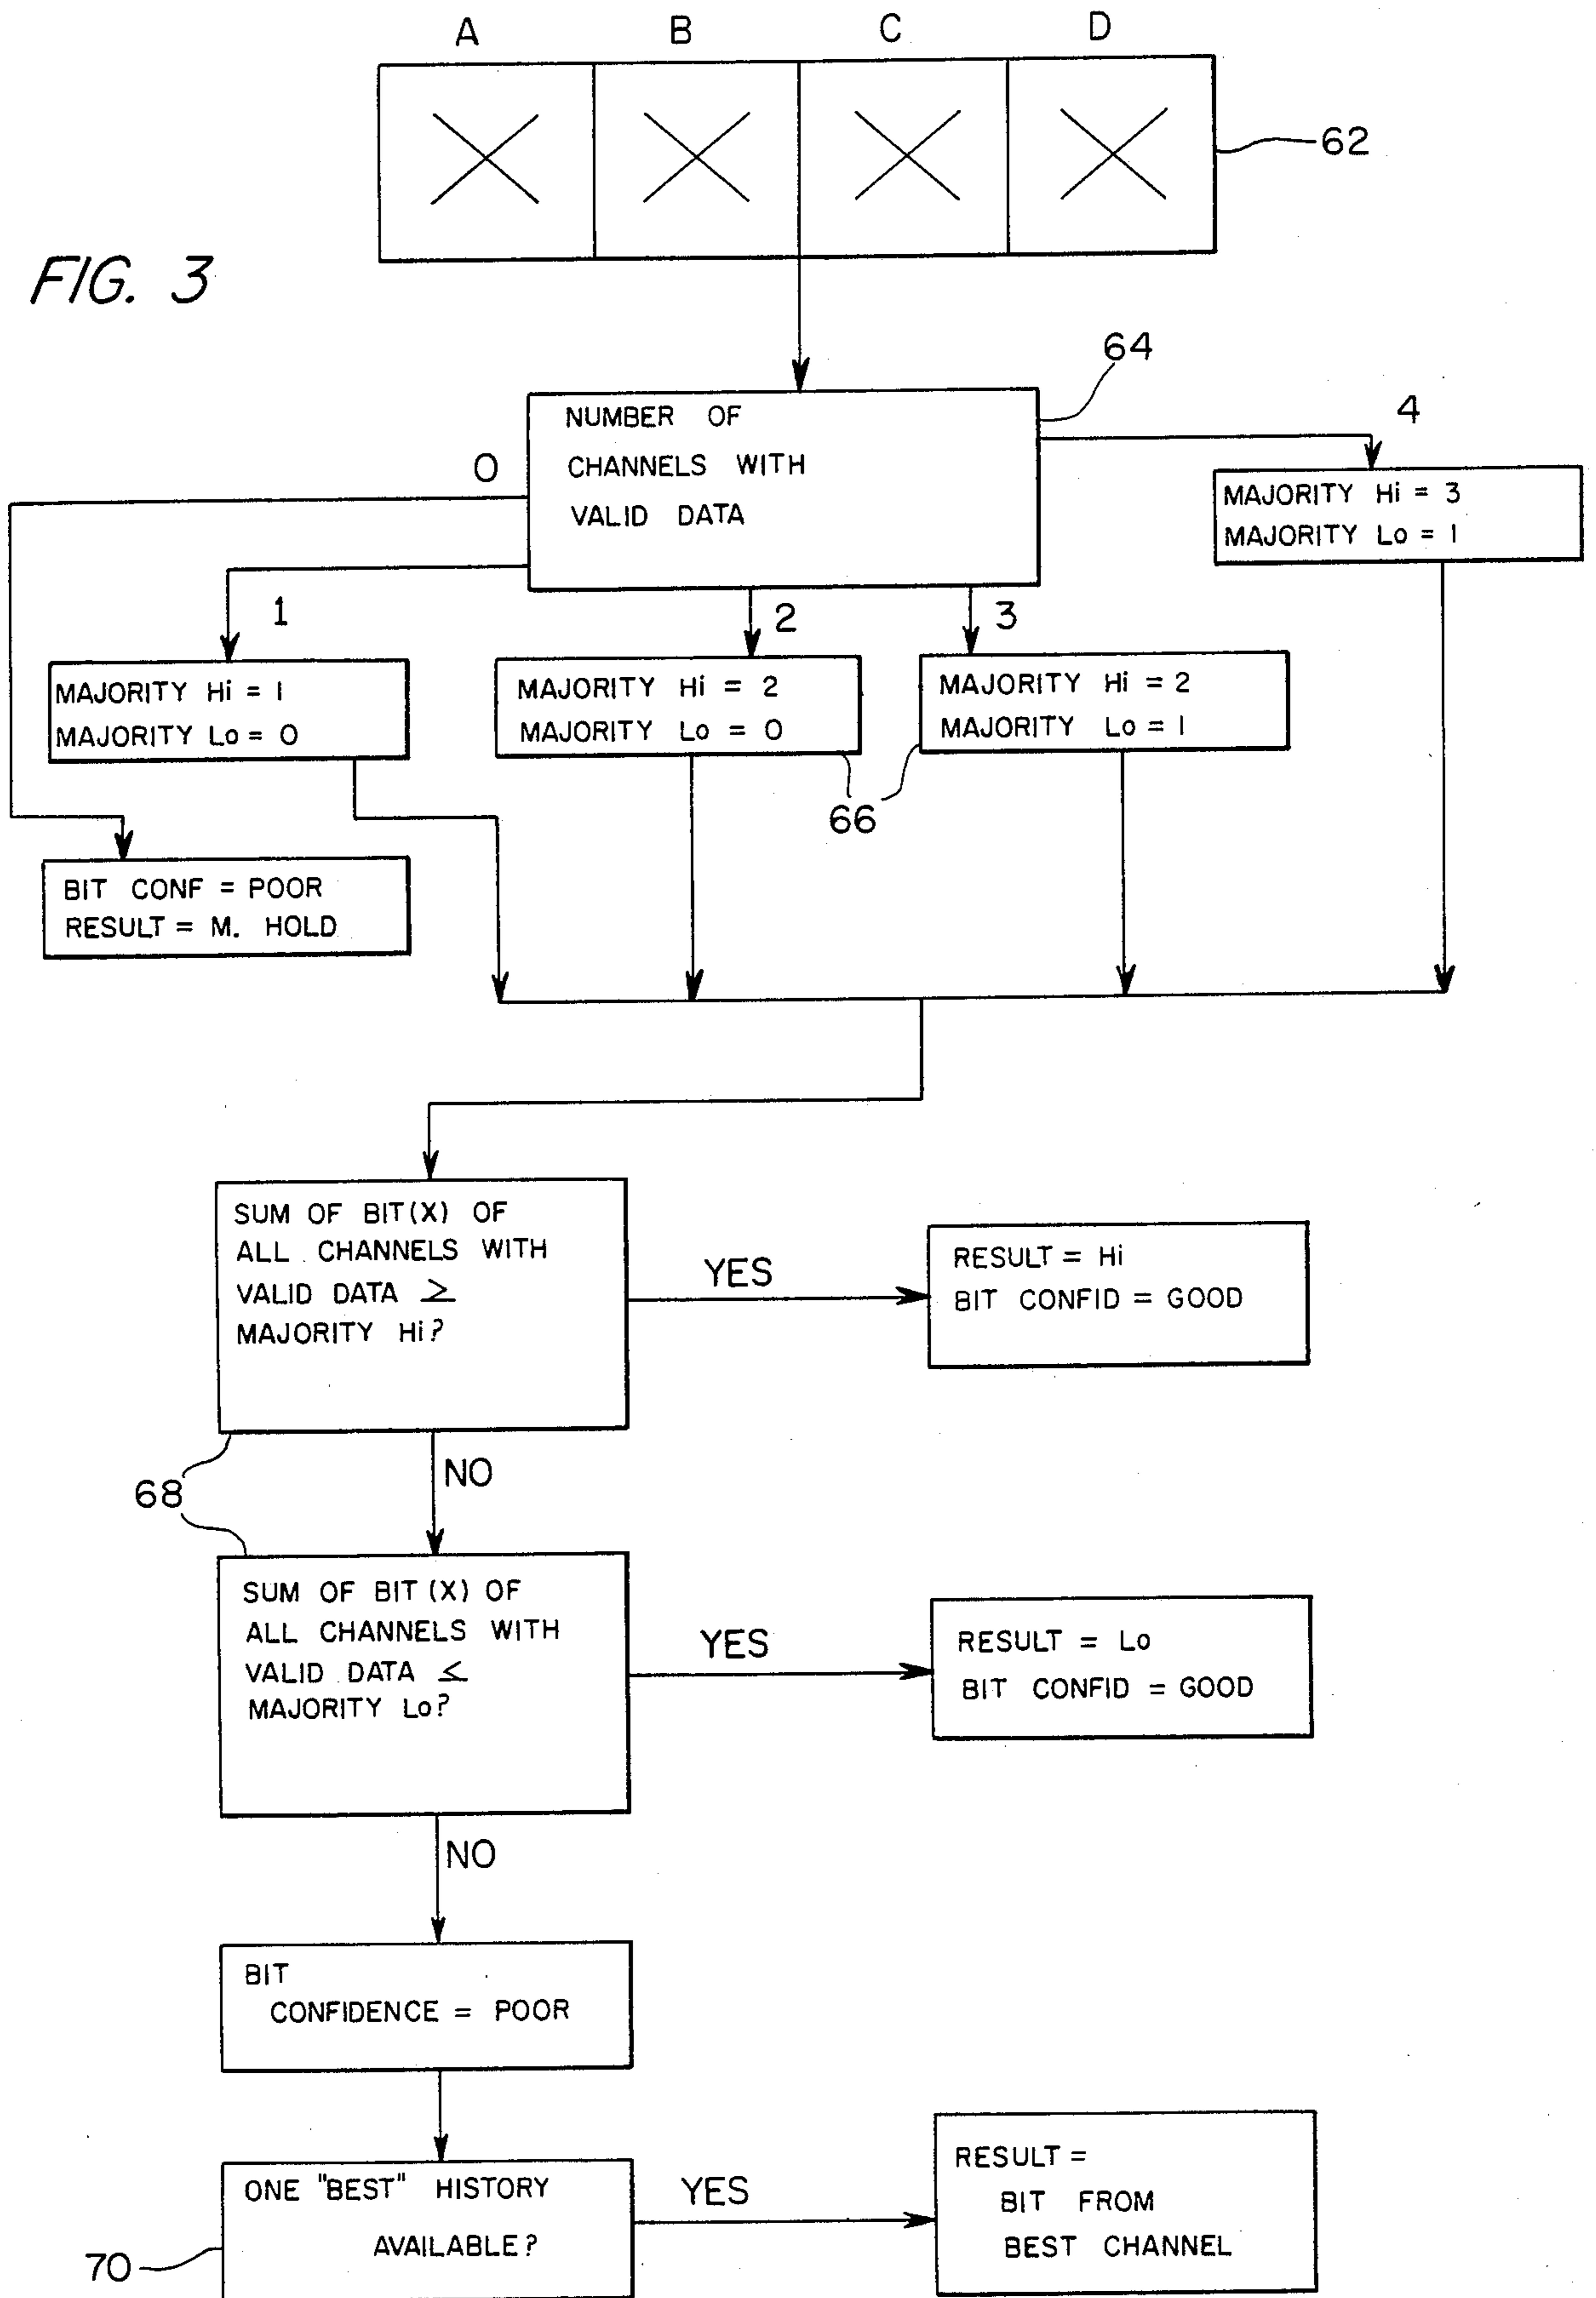 A B C D
62
FIG. 3
64
NUMBER OF
CHANNELS WITH
VALID DATA
0
4
MAJORITY Hi = 3
MAJORITY Lo = 1
1
2
3
MAJORITY Hi = 1
MAJORITY Lo = 0
MAJORITY Hi = 2
MAJORITY Lo = 0
MAJORITY Hi = 2
MAJORITY Lo = 1
66
BIT CONF = POOR
RESULT = M. HOLD
SUM OF BIT(X) OF
ALL CHANNELS WITH
VALID DATA ≥
MAJORITY Hi?
YES
RESULT = Hi
BIT CONFID = GOOD
NO
68
SUM OF BIT (X) OF
ALL CHANNELS WITH
VALID DATA ≤
MAJORITY Lo?
YES
RESULT = Lo
BIT CONFID = GOOD
NO
BIT
CONFIDENCE = POOR
ONE "BEST" HISTORY
AVAILABLE?
70
YES
RESULT =
BIT FROM
BEST CHANNEL